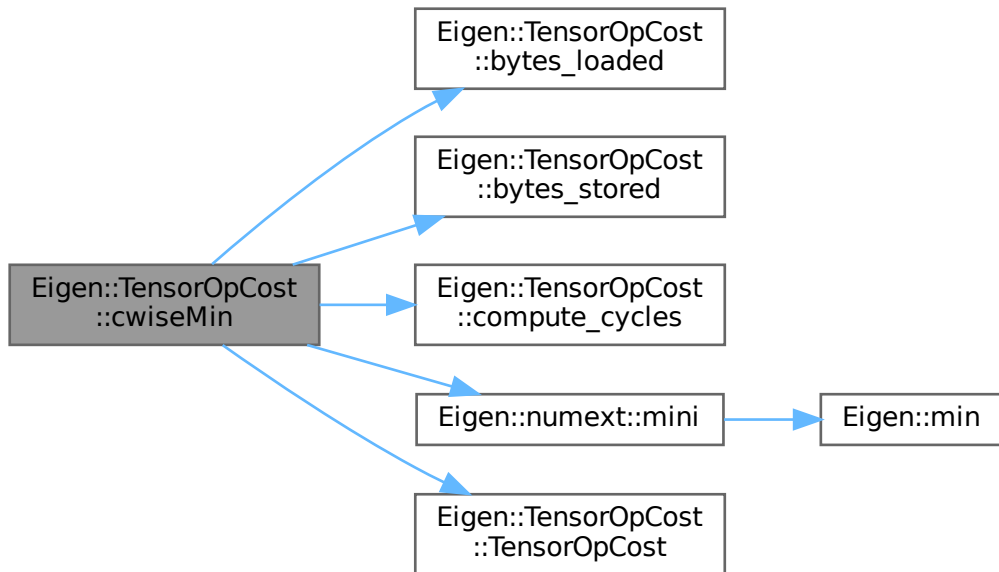 Eigen::TensorOpCost
::bytes_loaded
Eigen::TensorOpCost
::bytes_stored
Eigen::TensorOpCost
::cwiseMin
Eigen::TensorOpCost
::compute_cycles
Eigen::numext::mini
Eigen::min
Eigen::TensorOpCost
::TensorOpCost